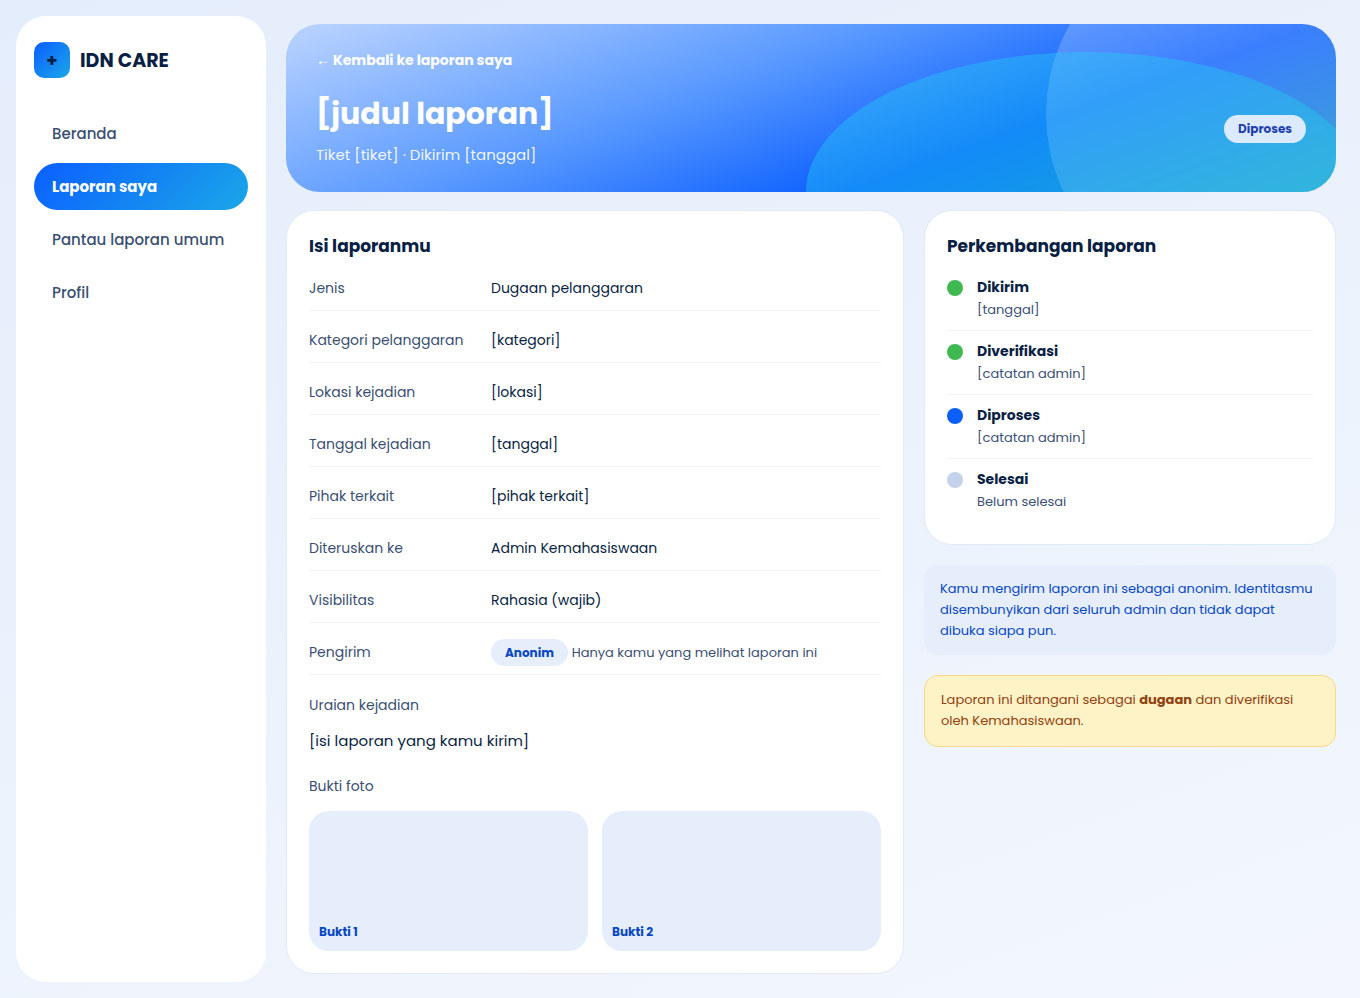 + IDN CARE
Beranda
Laporan saya
Pantau laporan umum
Profil
← Kembali ke laporan saya
[judul laporan]
Tiket [tiket] · Dikirim [tanggal]
Diproses
Isi laporanmu
Jenis Dugaan pelanggaran
Kategori pelanggaran [kategori]
Lokasi kejadian [lokasi]
Tanggal kejadian [tanggal]
Pihak terkait [pihak terkait]
Diteruskan ke Admin Kemahasiswaan
Visibilitas Rahasia (wajib)
Pengirim Anonim Hanya kamu yang melihat laporan ini
Uraian kejadian
[isi laporan yang kamu kirim]
Bukti foto
Bukti 1 Bukti 2
Perkembangan laporan
Dikirim
[tanggal]
Diverifikasi
[catatan admin]
Diproses
[catatan admin]
Selesai
Belum selesai
Kamu mengirim laporan ini sebagai anonim. Identitasmu
disembunyikan dari seluruh admin dan tidak dapat
dibuka siapa pun.
Laporan ini ditangani sebagai dugaan dan diverifikasi
oleh Kemahasiswaan.